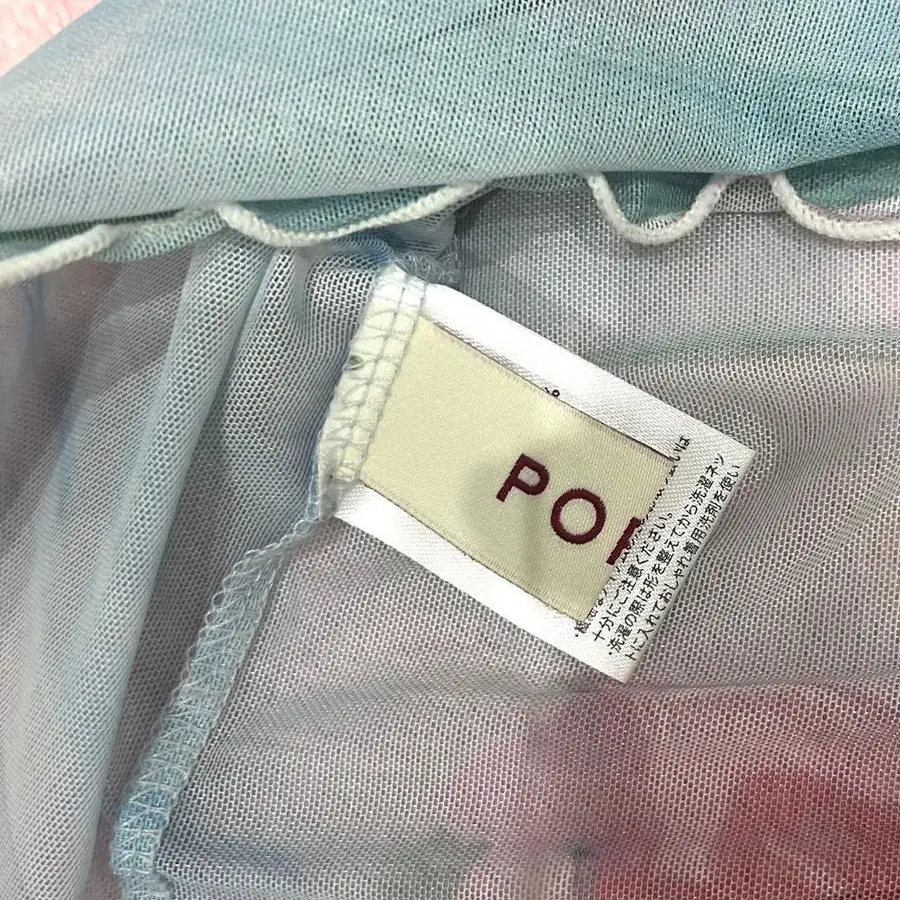 PO
%
いは
十分にご注意ください。
・洗濯の際は形を整えてから洗濯ネッ
トに入れておしゃれ着用洗剤を使い